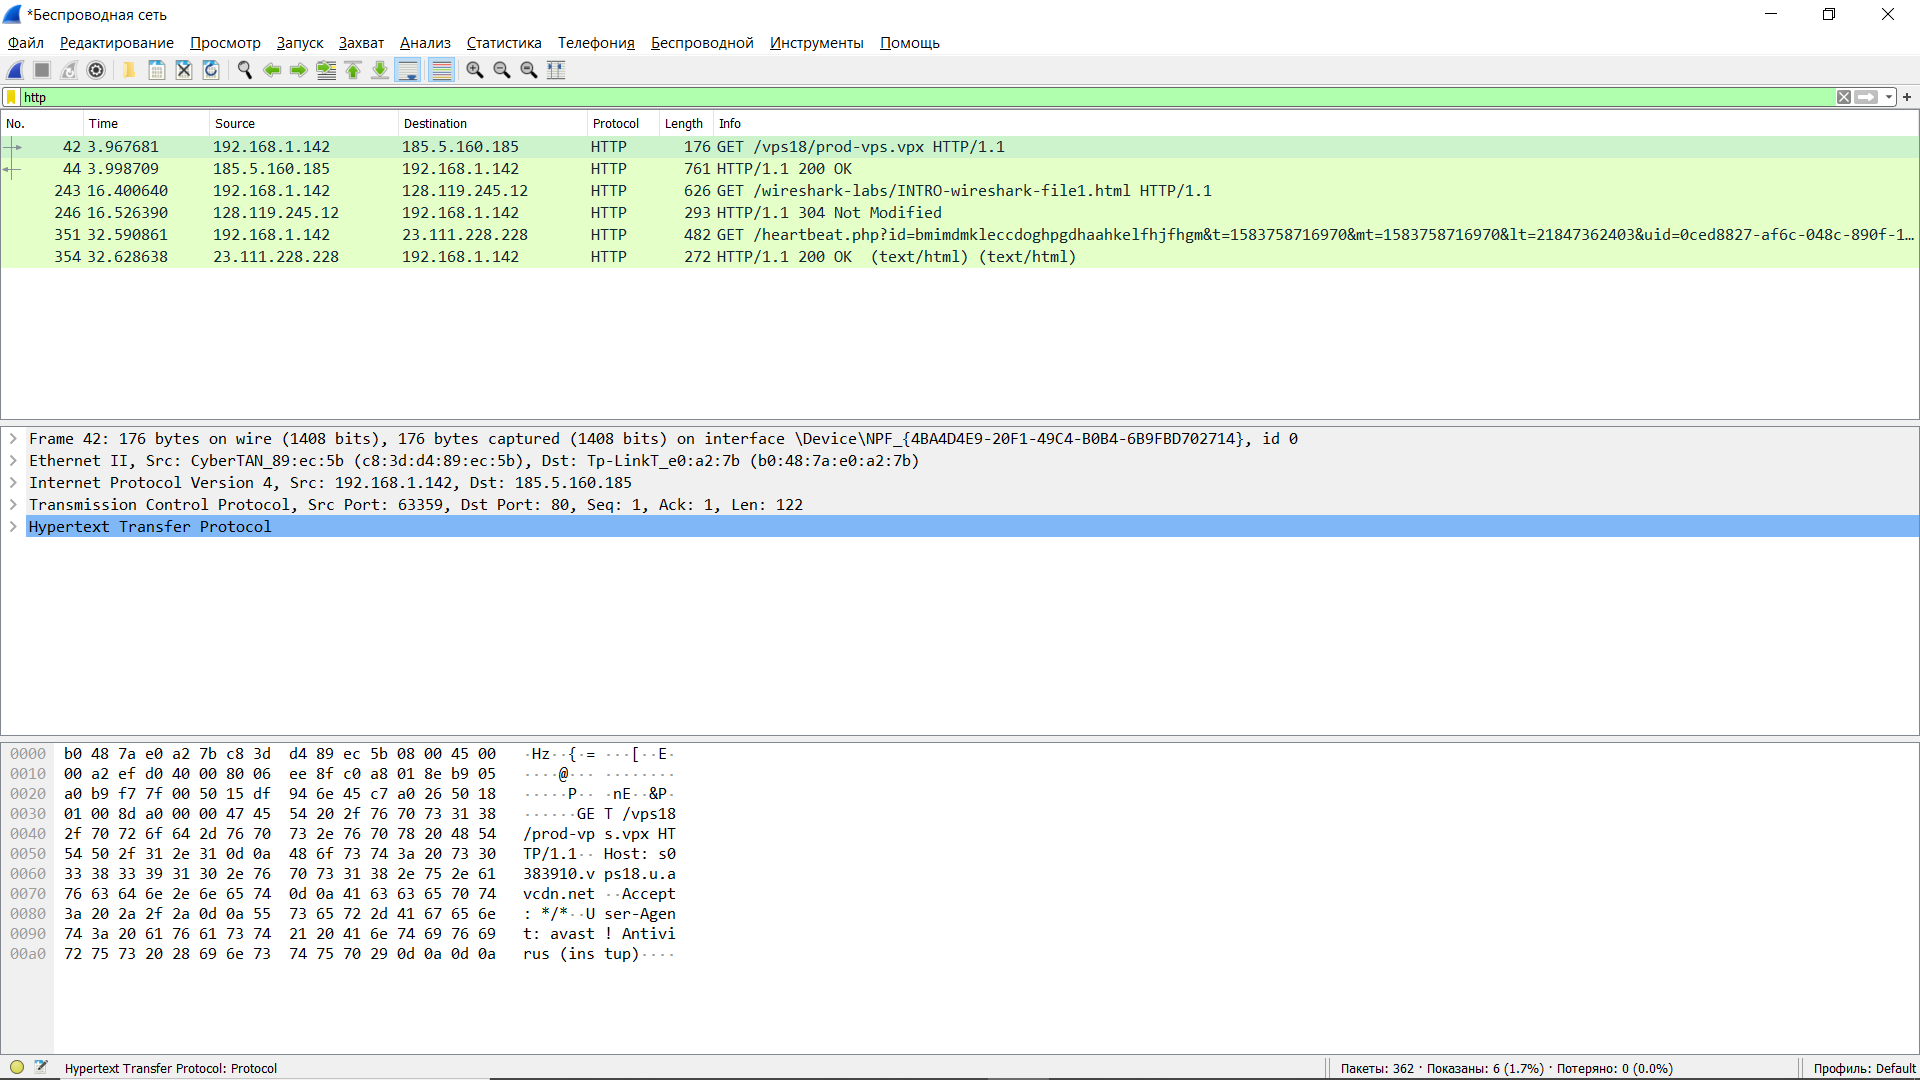 *Беспроводная сеть
Файл Редактирование Просмотр Запуск Захват Анализ Статистика Телефония Беспроводной Инструменты Помощь
http
No. Time Source Destination Protocol Length Info
42 3.967681 192.168.1.142 185.5.160.185 HTTP 176 GET /vps18/prod-vps.vpx HTTP/1.1
44 3.998709 185.5.160.185 192.168.1.142 HTTP 761 HTTP/1.1 200 OK
243 16.400640 192.168.1.142 128.119.245.12 HTTP 626 GET /wireshark-labs/INTRO-wireshark-file1.html HTTP/1.1
246 16.526390 128.119.245.12 192.168.1.142 HTTP 293 HTTP/1.1 304 Not Modified
351 32.590861 192.168.1.142 23.111.228.228 HTTP 482 GET /heartbeat.php?id=bmimdmkleccdoghpgdhaahkelfhjfhgm&t=1583758716970&mt=1583758716970&lt=21847362403&uid=0ced8827-af6c-048c-890f-1…
354 32.628638 23.111.228.228 192.168.1.142 HTTP 272 HTTP/1.1 200 OK  (text/html) (text/html)
Frame 42: 176 bytes on wire (1408 bits), 176 bytes captured (1408 bits) on interface \Device\NPF_{4BA4D4E9-20F1-49C4-B0B4-6B9FBD702714}, id 0
Ethernet II, Src: CyberTAN_89:ec:5b (c8:3d:d4:89:ec:5b), Dst: Tp-LinkT_e0:a2:7b (b0:48:7a:e0:a2:7b)
Internet Protocol Version 4, Src: 192.168.1.142, Dst: 185.5.160.185
Transmission Control Protocol, Src Port: 63359, Dst Port: 80, Seq: 1, Ack: 1, Len: 122
Hypertext Transfer Protocol
0000 b0 48 7a e0 a2 7b c8 3d d4 89 ec 5b 08 00 45 00 ·Hz··{·= ···[··E·
0010 00 a2 ef d0 40 00 80 06 ee 8f c0 a8 01 8e b9 05 ····@··· ········
0020 a0 b9 f7 7f 00 50 15 df 94 6e 45 c7 a0 26 50 18 ·····P·· ·nE··&P·
0030 01 00 8d a0 00 00 47 45 54 20 2f 76 70 73 31 38 ······GE T /vps18
0040 2f 70 72 6f 64 2d 76 70 73 2e 76 70 78 20 48 54 /prod-vp s.vpx HT
0050 54 50 2f 31 2e 31 0d 0a 48 6f 73 74 3a 20 73 30 TP/1.1·· Host: s0
0060 33 38 33 39 31 30 2e 76 70 73 31 38 2e 75 2e 61 383910.v ps18.u.a
0070 76 63 64 6e 2e 6e 65 74 0d 0a 41 63 63 65 70 74 vcdn.net ··Accept
0080 3a 20 2a 2f 2a 0d 0a 55 73 65 72 2d 41 67 65 6e : */*··U ser-Agen
0090 74 3a 20 61 76 61 73 74 21 20 41 6e 74 69 76 69 t: avast ! Antivi
00a0 72 75 73 20 28 69 6e 73 74 75 70 29 0d 0a 0d 0a rus (ins tup)····
Hypertext Transfer Protocol: Protocol Пакеты: 362 · Показаны: 6 (1.7%) · Потеряно: 0 (0.0%) Профиль: Default